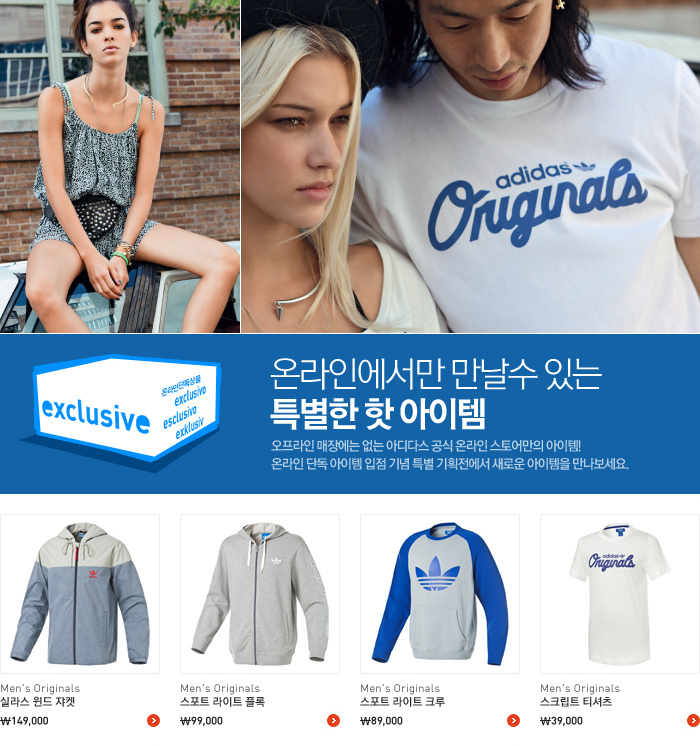 adidas
Originals
온라인단독상품
exclusive
exclusivo
esclusivo
exklusiv
온라인에서만 만날수 있는
특별한 핫 아이템
오프라인 매장에는 없는 아디다스 공식 온라인 스토어만의 아이템!
온라인 단독 아이템 입점 기념 특별 기획전에서 새로운 아이템을 만나보세요.
adidas
Originals
Men's Originals
실라스 윈드 쟈켓
₩149,000
Men's Originals
스포트 라이트 플록
₩99,000
Men's Originals
스포트 라이트 크루
₩89,000
Men's Originals
스크립트 티셔츠
₩39,000